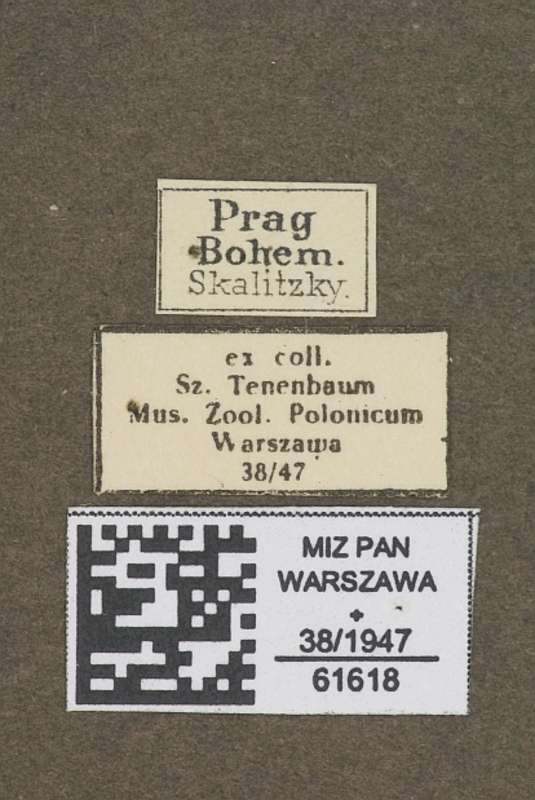 Prag
Bohem.
Skalitzky.
ex coll.
Sz. Tenenbaum
Mus. Zool. Polonicum
Warszawa
38/47
MIZ PAN
WARSZAWA
+
38/1947
61618